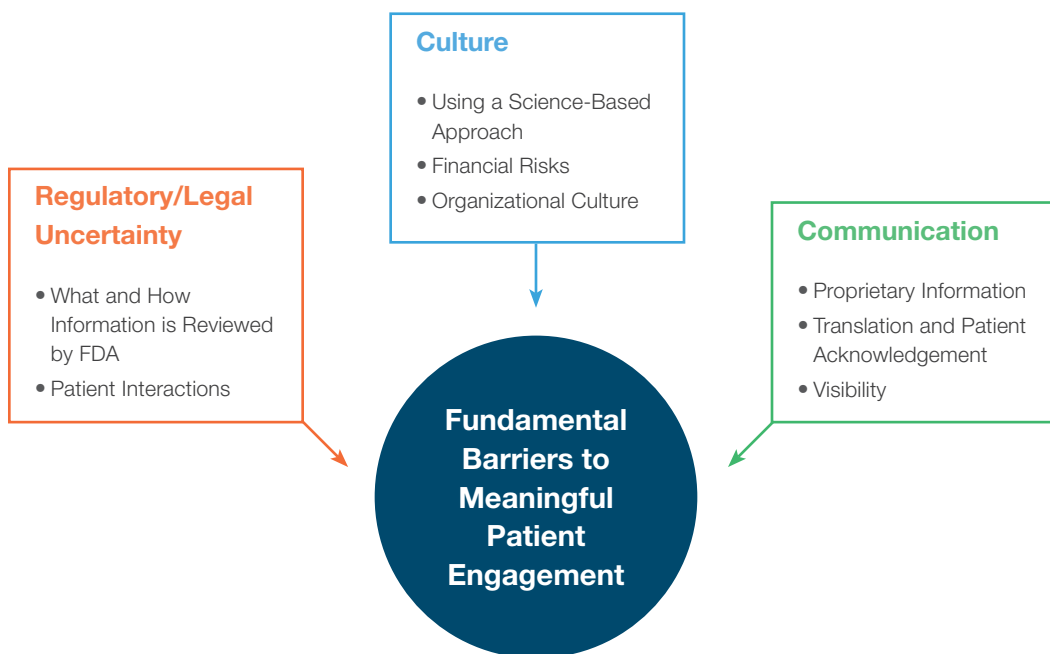 Culture
• Using a Science-Based
Approach
• Financial Risks
• Organizational Culture
Regulatory/Legal
Uncertainty
• What and How
Information is Reviewed
by FDA
• Patient Interactions
Communication
• Proprietary Information
• Translation and Patient
Acknowledgement
• Visibility
Fundamental
Barriers to
Meaningful
Patient
Engagement